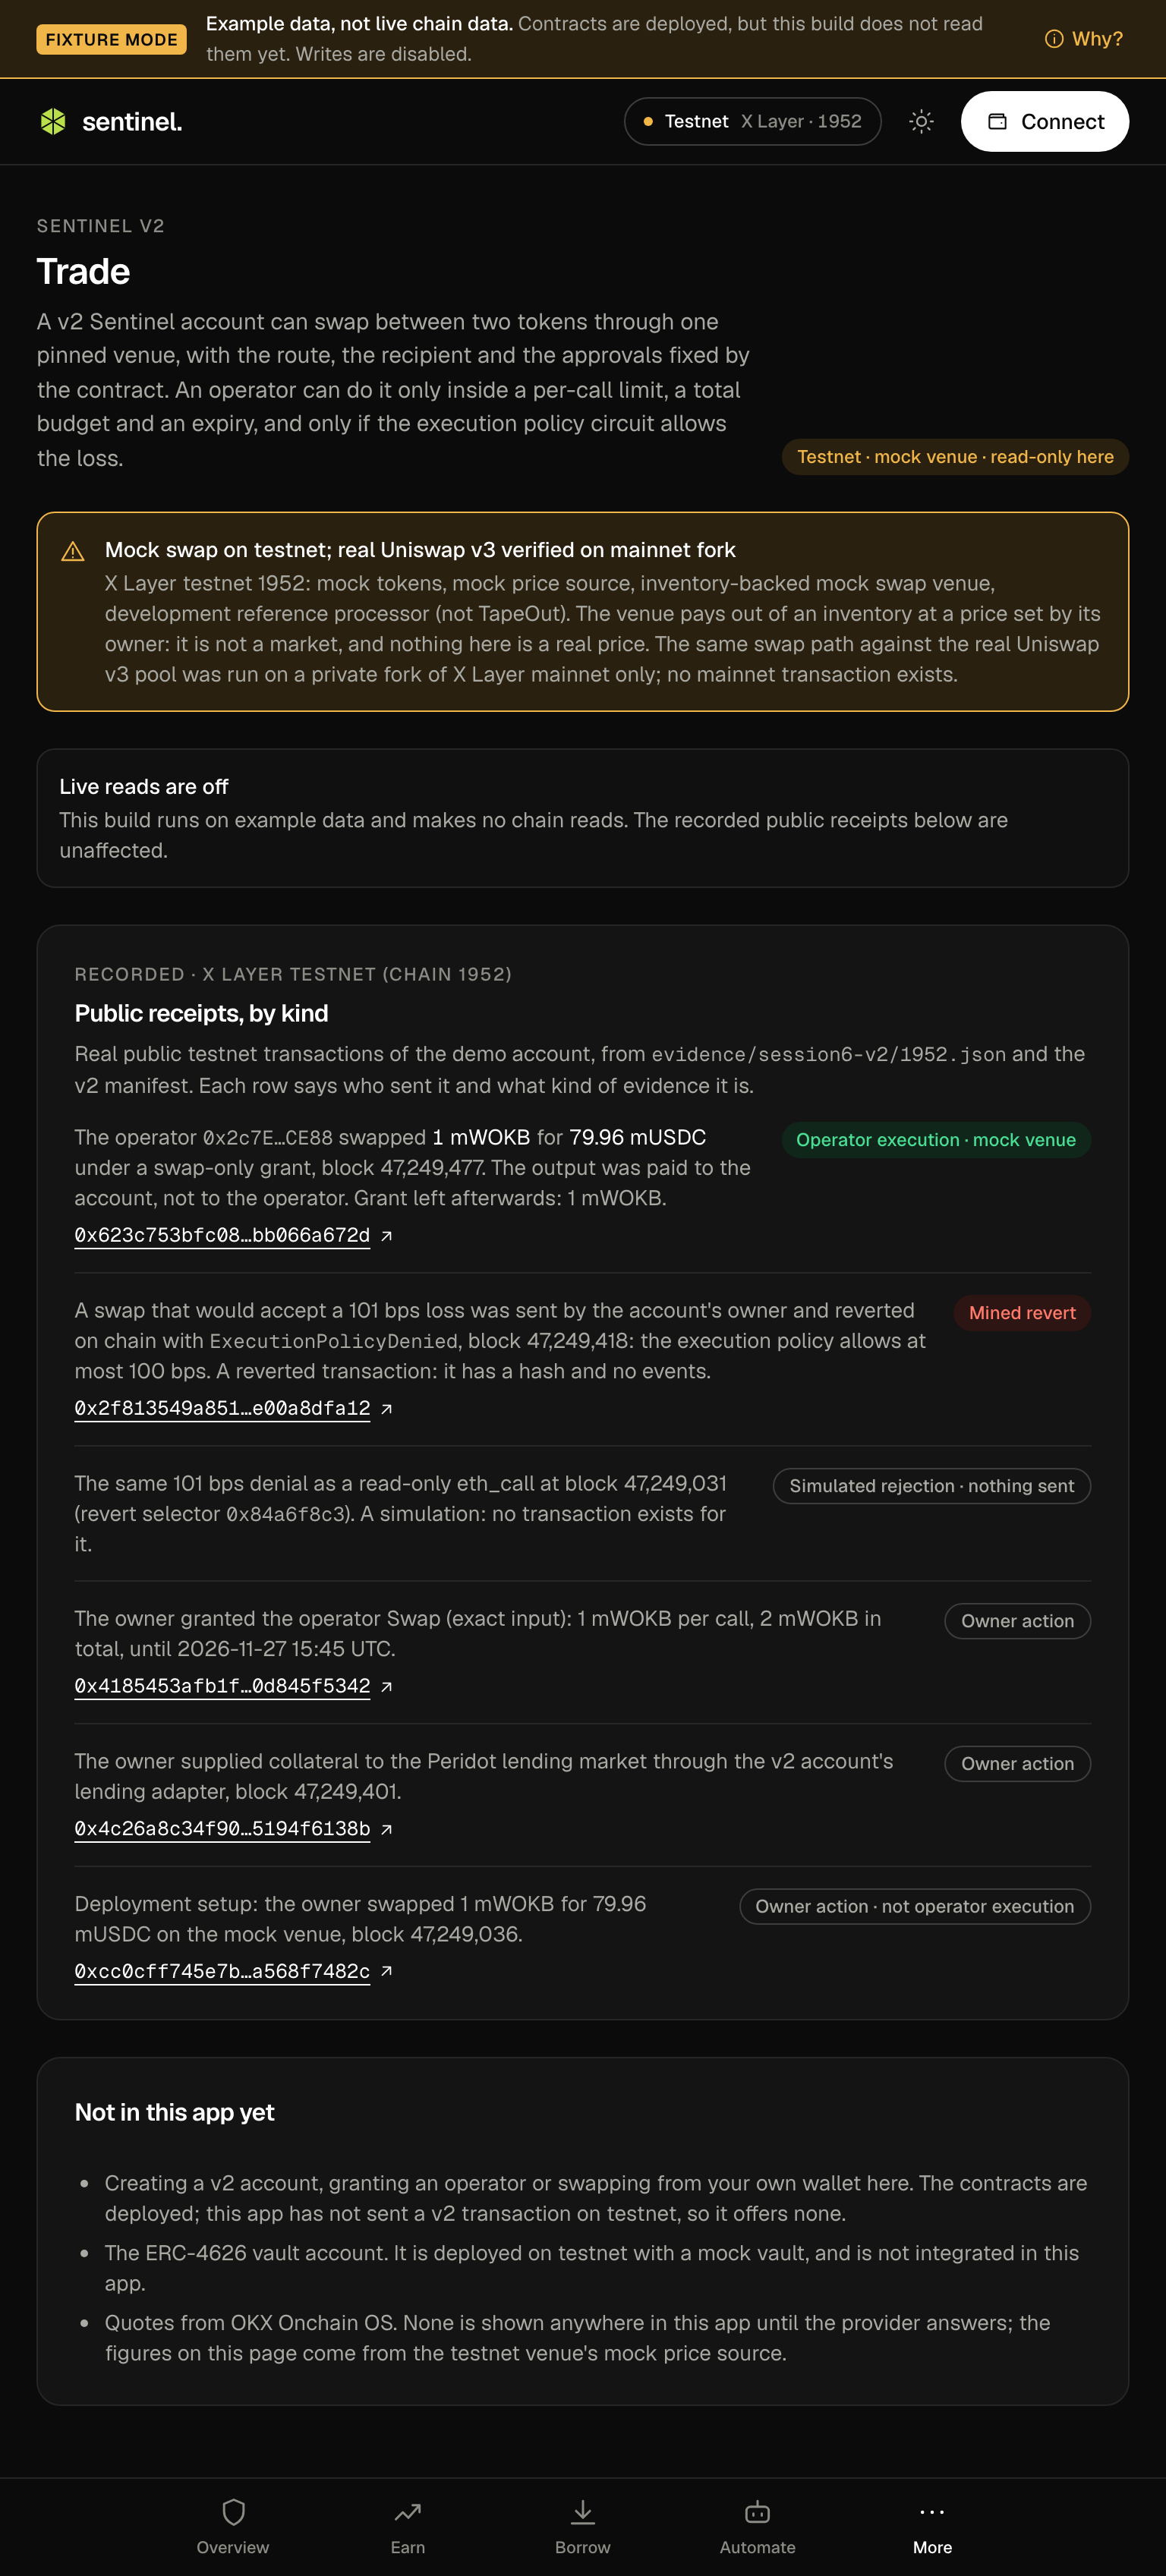 FIXTURE MODE
Example data, not live chain data. Contracts are deployed, but this build does not read
them yet. Writes are disabled.
Why?
sentinel.
Testnet X Layer · 1952
Connect
SENTINEL V2
Trade
A v2 Sentinel account can swap between two tokens through one
pinned venue, with the route, the recipient and the approvals fixed by
the contract. An operator can do it only inside a per-call limit, a total
budget and an expiry, and only if the execution policy circuit allows
the loss.
Testnet · mock venue · read-only here
Mock swap on testnet; real Uniswap v3 verified on mainnet fork
X Layer testnet 1952: mock tokens, mock price source, inventory-backed mock swap venue,
development reference processor (not TapeOut). The venue pays out of an inventory at a price set by its
owner: it is not a market, and nothing here is a real price. The same swap path against the real Uniswap
v3 pool was run on a private fork of X Layer mainnet only; no mainnet transaction exists.
Live reads are off
This build runs on example data and makes no chain reads. The recorded public receipts below are
unaffected.
RECORDED · X LAYER TESTNET (CHAIN 1952)
Public receipts, by kind
Real public testnet transactions of the demo account, from evidence/session6-v2/1952.json and the
v2 manifest. Each row says who sent it and what kind of evidence it is.
The operator 0x2c7E…CE88 swapped 1 mWOKB for 79.96 mUSDC
under a swap-only grant, block 47,249,477. The output was paid to the
account, not to the operator. Grant left afterwards: 1 mWOKB.
Operator execution · mock venue
0x623c753bfc08…bb066a672d ↗
A swap that would accept a 101 bps loss was sent by the account's owner and reverted
on chain with ExecutionPolicyDenied, block 47,249,418: the execution policy allows at
most 100 bps. A reverted transaction: it has a hash and no events.
Mined revert
0x2f813549a851…e00a8dfa12 ↗
The same 101 bps denial as a read-only eth_call at block 47,249,031
(revert selector 0x84a6f8c3). A simulation: no transaction exists for
it.
Simulated rejection · nothing sent
The owner granted the operator Swap (exact input): 1 mWOKB per call, 2 mWOKB in
total, until 2026-11-27 15:45 UTC.
Owner action
0x4185453afb1f…0d845f5342 ↗
The owner supplied collateral to the Peridot lending market through the v2 account's
lending adapter, block 47,249,401.
Owner action
0x4c26a8c34f90…5194f6138b ↗
Deployment setup: the owner swapped 1 mWOKB for 79.96
mUSDC on the mock venue, block 47,249,036.
Owner action · not operator execution
0xcc0cff745e7b…a568f7482c ↗
Not in this app yet
• Creating a v2 account, granting an operator or swapping from your own wallet here. The contracts are
deployed; this app has not sent a v2 transaction on testnet, so it offers none.
• The ERC-4626 vault account. It is deployed on testnet with a mock vault, and is not integrated in this
app.
• Quotes from OKX Onchain OS. None is shown anywhere in this app until the provider answers; the
figures on this page come from the testnet venue's mock price source.
Overview
Earn
Borrow
Automate
More